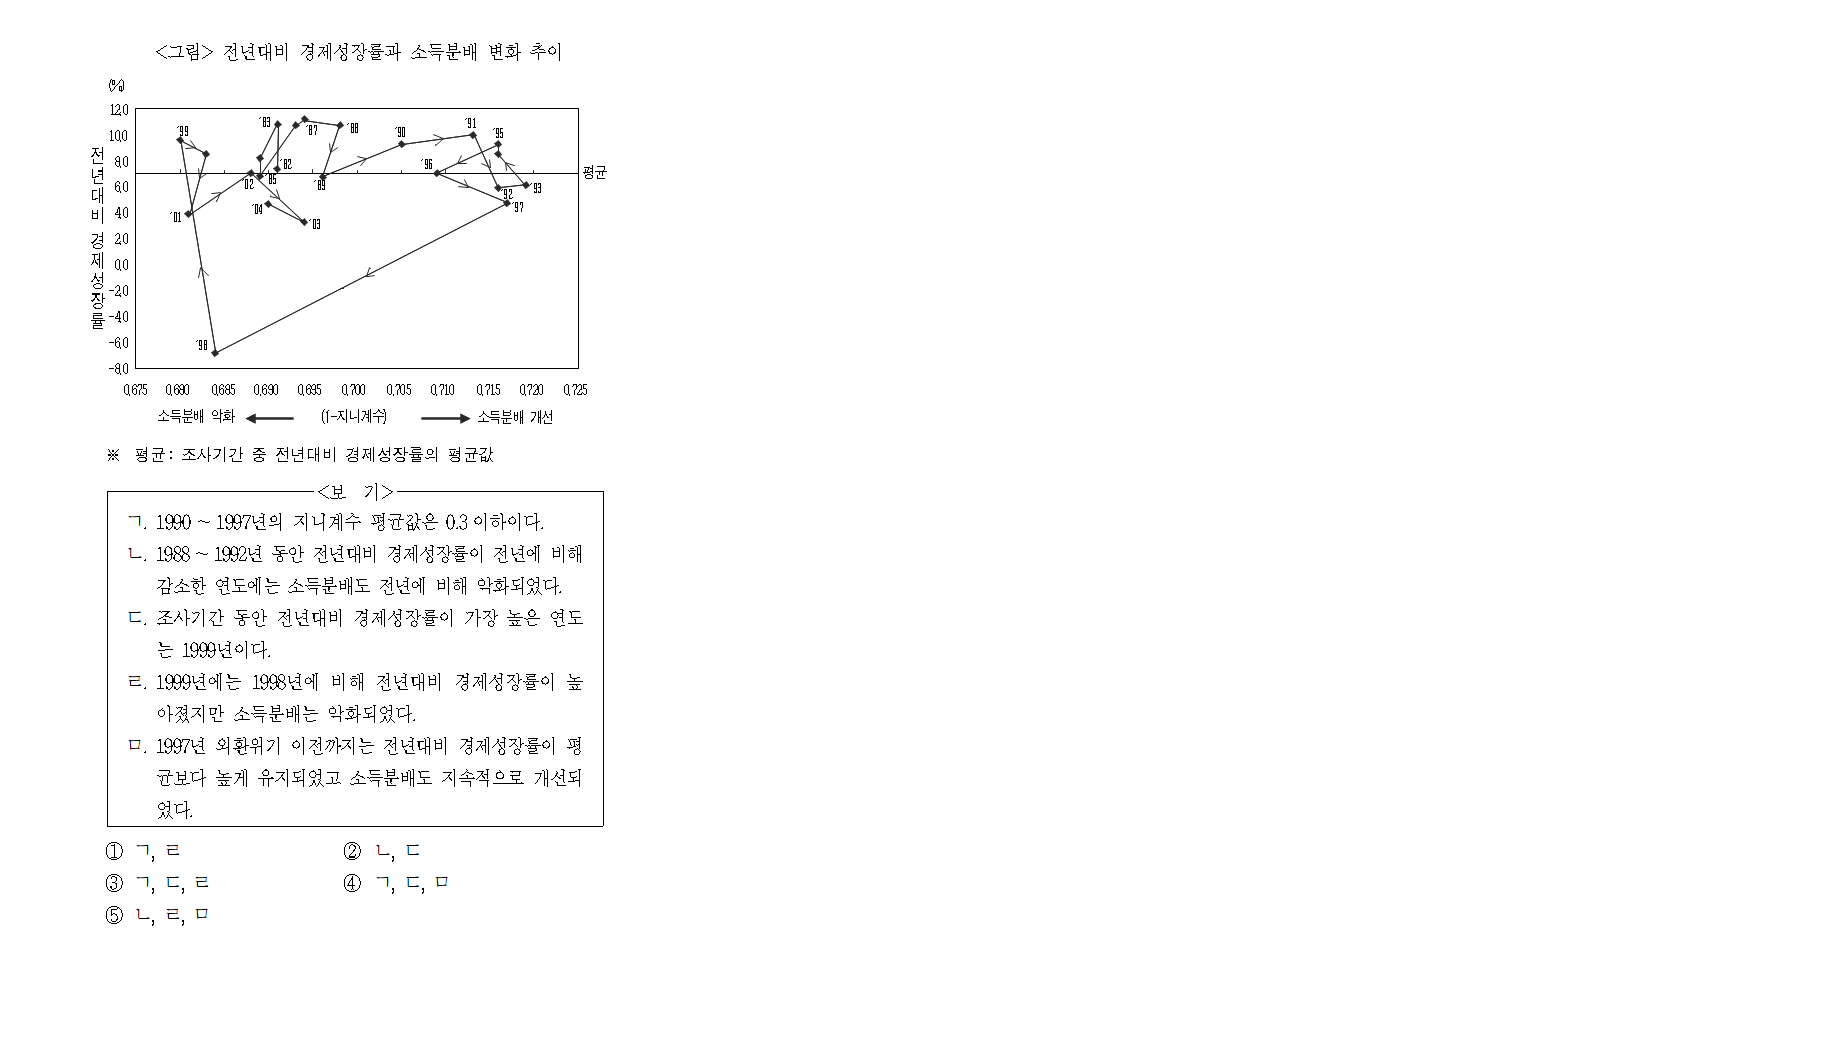 <그림> 전년대비 경제성장률과 소득분배 변화 추이
(%)
12.0
10.0
8.0
6.0
4.0
2.0
0.0
-2.0
-4.0
-6.0
-8.0
전년대비 경제성장률
'99
'83
'87
'88
'90
'91
'95
'82
'96
평균
'02
'85
'89
'92
'93
'01
'04
'03
'97
'98
0.675 0.680 0.685 0.690 0.695 0.700 0.705 0.710 0.715 0.720 0.725
소득분배 악화 (1-지니계수) 소득분배 개선
※ 평균: 조사기간 중 전년대비 경제성장률의 평균값
<보 기>
ㄱ. 1990 ~ 1997년의 지니계수 평균값은 0.3 이하이다.
ㄴ. 1988 ~ 1992년 동안 전년대비 경제성장률이 전년에 비해
감소한 연도에는 소득분배도 전년에 비해 악화되었다.
ㄷ. 조사기간 동안 전년대비 경제성장률이 가장 높은 연도
는 1999년이다.
ㄹ. 1999년에는 1998년에 비해 전년대비 경제성장률이 높
아졌지만 소득분배는 악화되었다.
ㅁ. 1997년 외환위기 이전까지는 전년대비 경제성장률이 평
균보다 높게 유지되었고 소득분배도 지속적으로 개선되
었다.
① ㄱ, ㄹ ② ㄴ, ㄷ
③ ㄱ, ㄷ, ㄹ ④ ㄱ, ㄷ, ㅁ
⑤ ㄴ, ㄹ, ㅁ